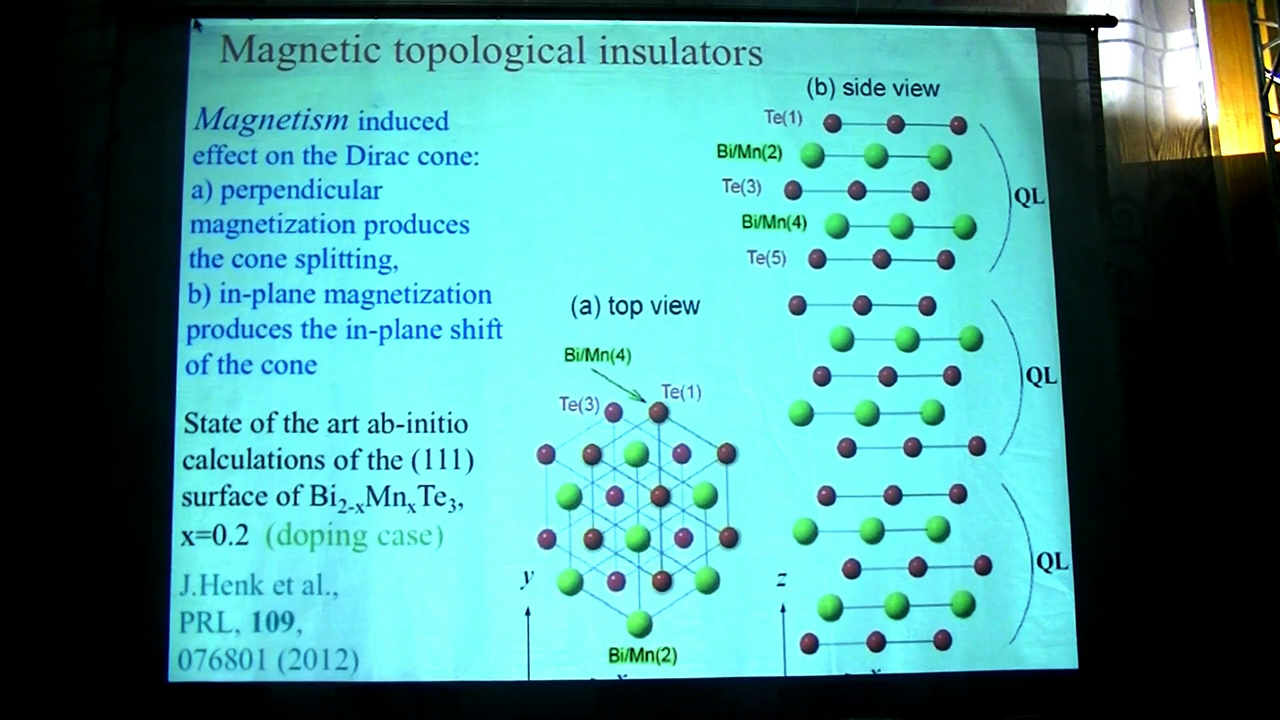 Magnetic topological insulators
Magnetism induced
effect on the Dirac cone:
a) perpendicular
magnetization produces
the cone splitting,
b) in-plane magnetization
produces the in-plane shift
of the cone
State of the art ab-initio
calculations of the (111)
surface of Bi2-xMnxTe3,
x=0.2 (doping case)
J.Henk et al.,
PRL, 109,
076801 (2012)
(a) top view
Bi/Mn(4)
Te(3)
Te(1)
y
Bi/Mn(2)
(b) side view
Te(1)
Bi/Mn(2)
Te(3)
Bi/Mn(4)
Te(5)
QL
QL
QL
z